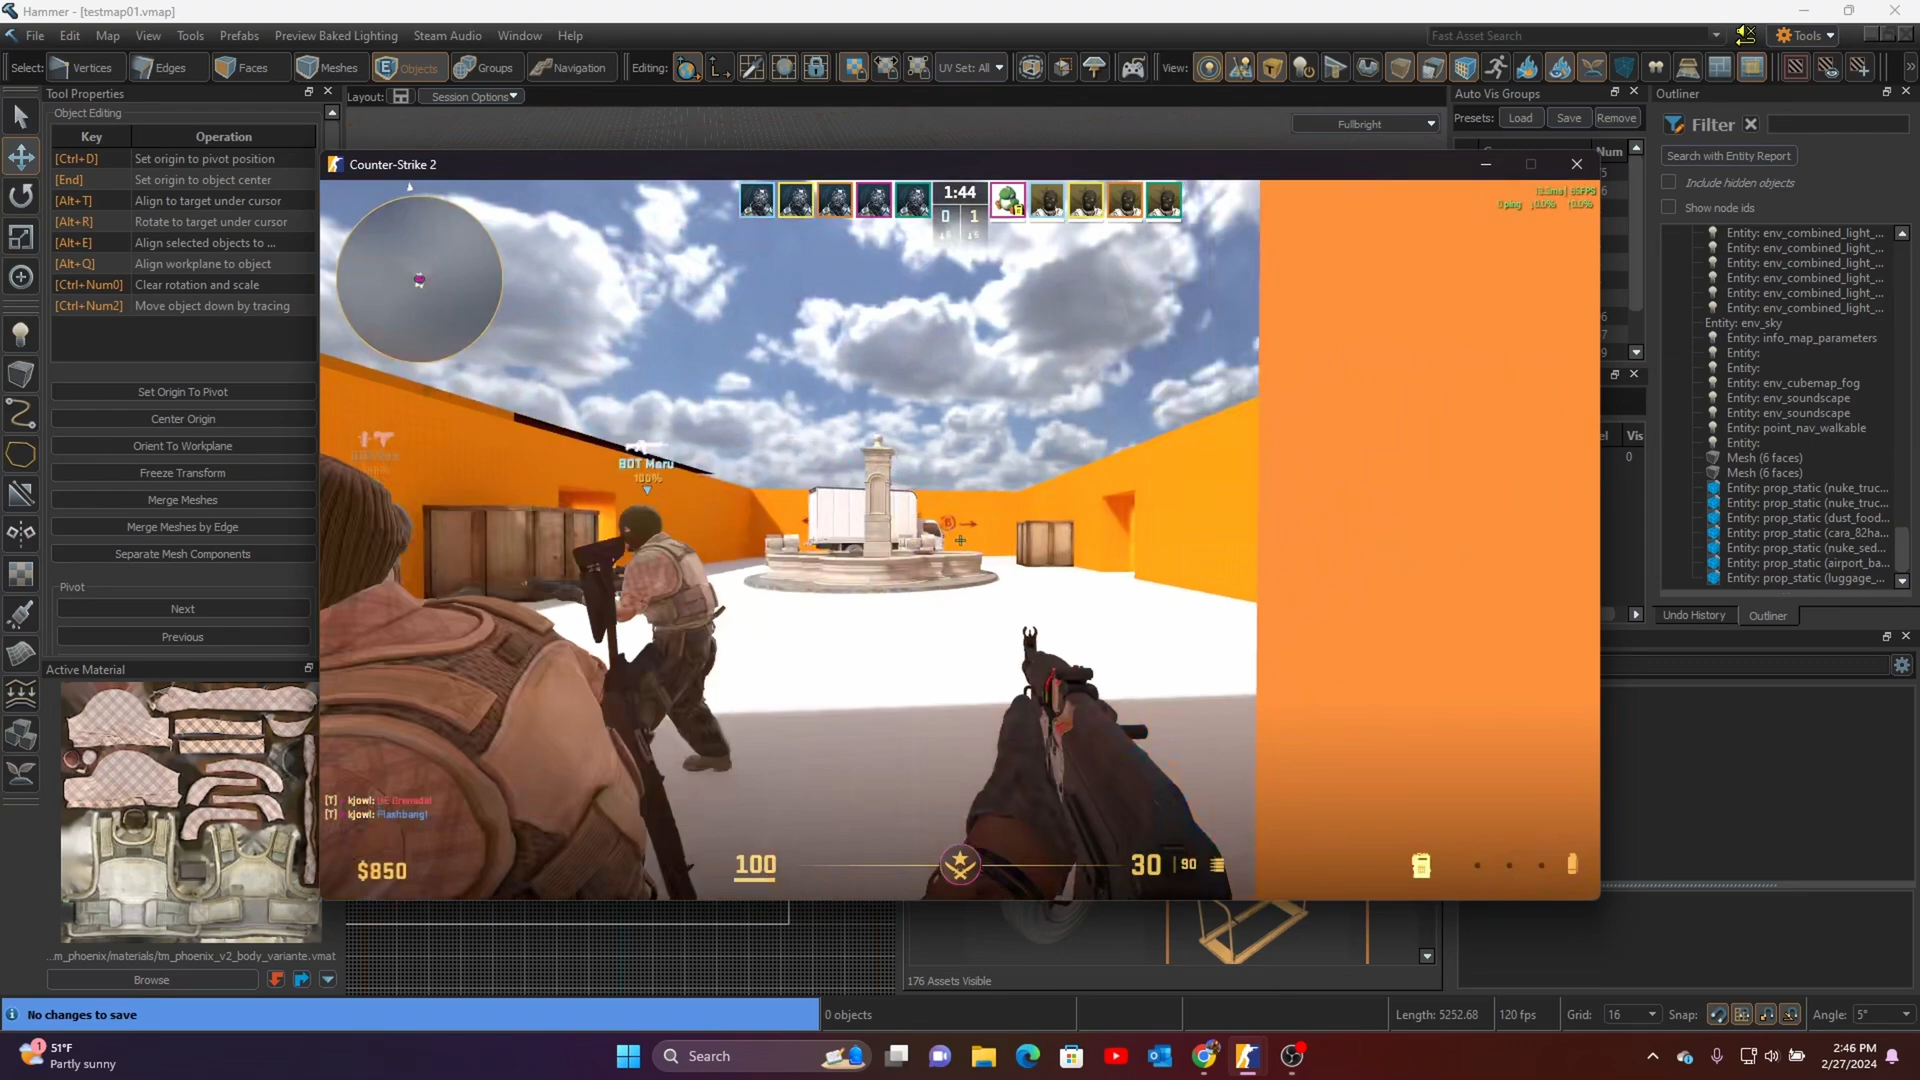 Hammer - [testmap01.vmap]
File Edit Map View Tools Prefabs Preview Baked Lighting Steam Audio Window Help
Fast Asset Search
Tools
Select: Vertices Edges Faces Meshes Objects Groups Navigation Editing: UV Set: All View:
Tool Properties
Layout: Session Options
Auto Vis Groups
Outliner
Object Editing
Key Operation
[Ctrl+D] Set origin to pivot position
[End] Set origin to object center
[Alt+T] Align to target under cursor
[Alt+R] Rotate to target under cursor
[Alt+E] Align selected objects to ...
[Alt+Q] Align workplane to object
[Ctrl+Num0] Clear rotation and scale
[Ctrl+Num2] Move object down by tracing
Set Origin To Pivot
Center Origin
Orient To Workplane
Freeze Transform
Merge Meshes
Merge Meshes by Edge
Separate Mesh Components
Pivot
Next
Previous
Active Material
...m_phoenix/materials/tm_phoenix_v2_body_variante.vmat
Browse
Fullbright
Presets: Load Save Remove
Num
Counter-Strike 2
1:44
0 1
BOT Maru
100%
[T] kjowl:
[T] kjowl: Flashbang!
$850
100
30 | 90
Filter
Search with Entity Report
Include hidden objects
Show node ids
Entity: env_combined_light_...
Entity: env_combined_light_...
Entity: env_combined_light_...
Entity: env_combined_light_...
Entity: env_combined_light_...
Entity: env_combined_light_...
Entity: env_sky
Entity: info_map_parameters
Entity:
Entity:
Entity: env_cubemap_fog
Entity: env_soundscape
Entity: env_soundscape
Entity: point_nav_walkable
Entity:
Mesh (6 faces)
Mesh (6 faces)
Entity: prop_static (nuke_truc...
Entity: prop_static (nuke_truc...
Entity: prop_static (dust_food...
Entity: prop_static (cara_82ha...
Entity: prop_static (nuke_sed...
Entity: prop_static (airport_ba...
Entity: prop_static (luggage_...
el Vis
0
Undo History Outliner
176 Assets Visible
No changes to save
0 objects
Length: 5252.68
120 fps
Grid: 16
Snap:
Angle: 5°
1
51°F
Partly sunny
Search
2:46 PM
2/27/2024